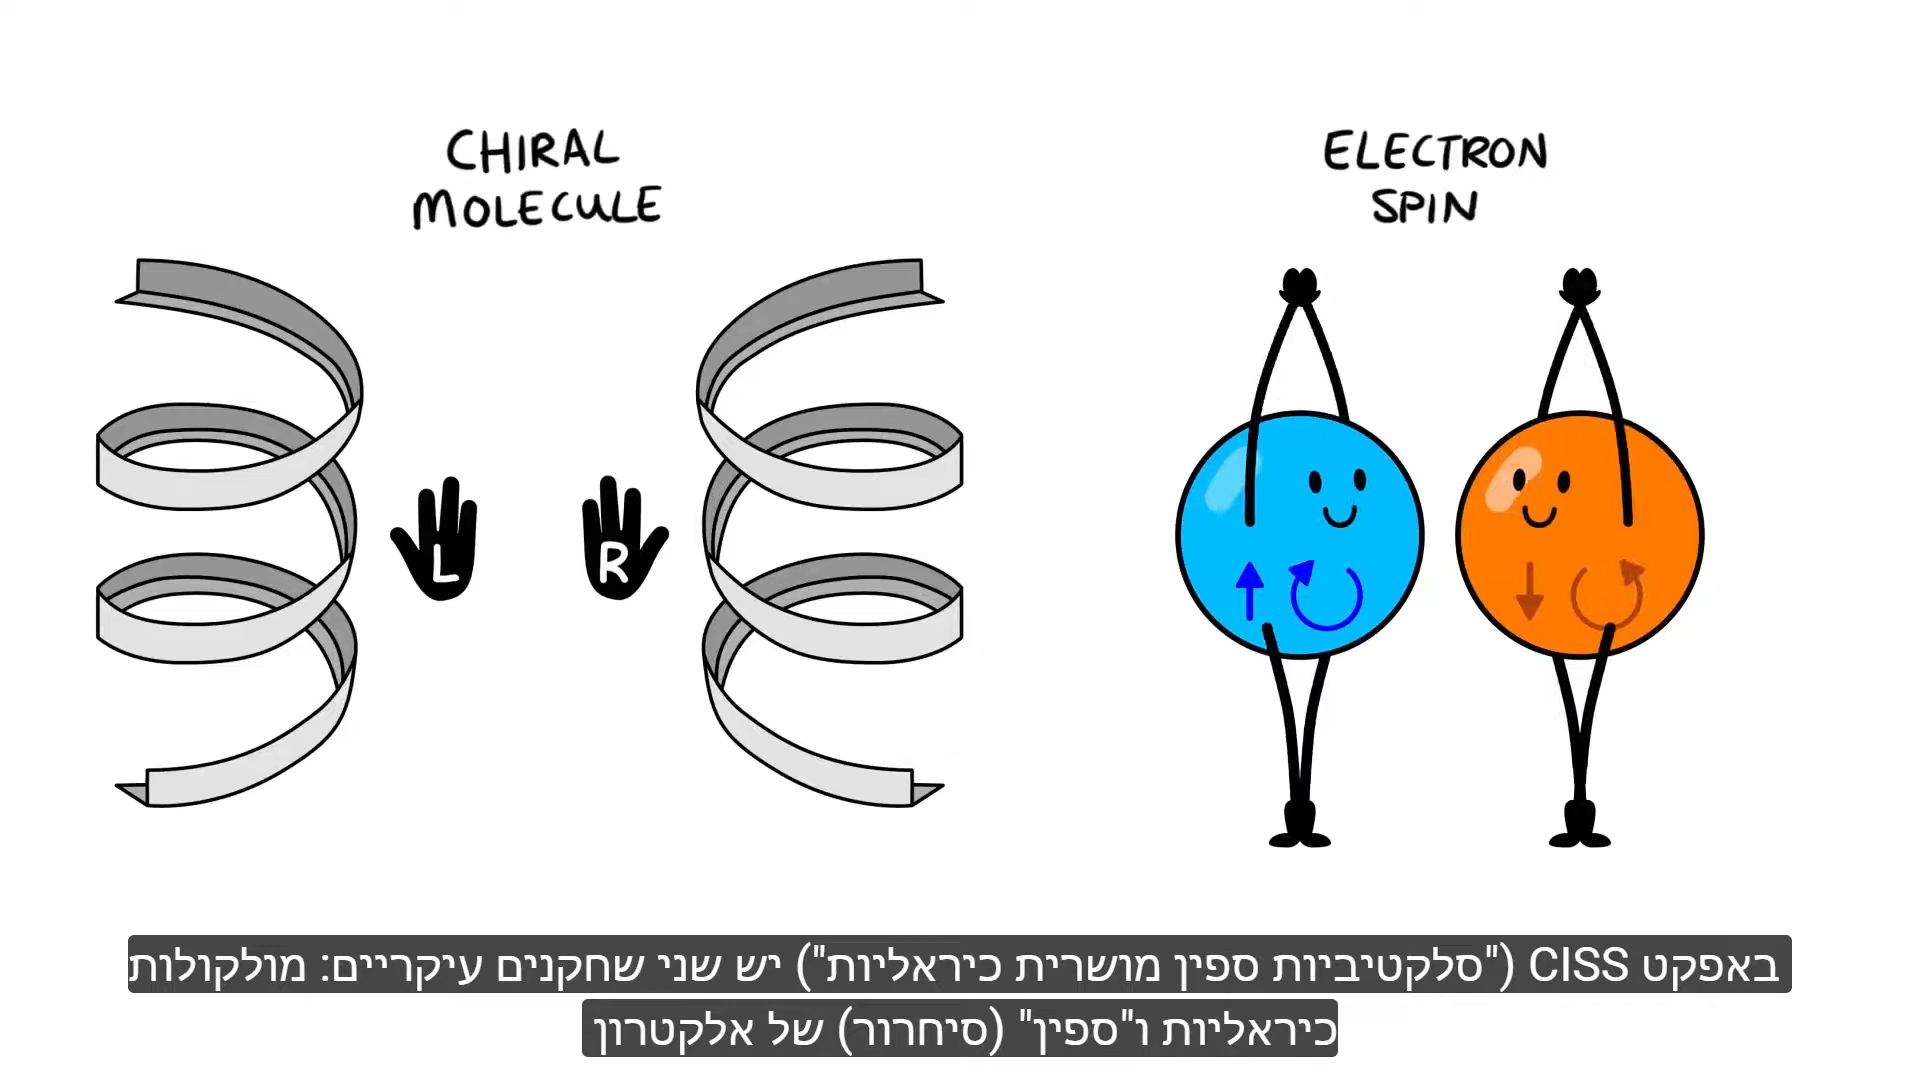 CHIRAL
MOLECULE
ELECTRON
SPIN
L
R
באפקט CISS ("סלקטיביות ספין מושרית כיראליות") יש שני שחקנים עיקריים: מולקולות
כיראליות ו"ספין" (סיחרור) של אלקטרון